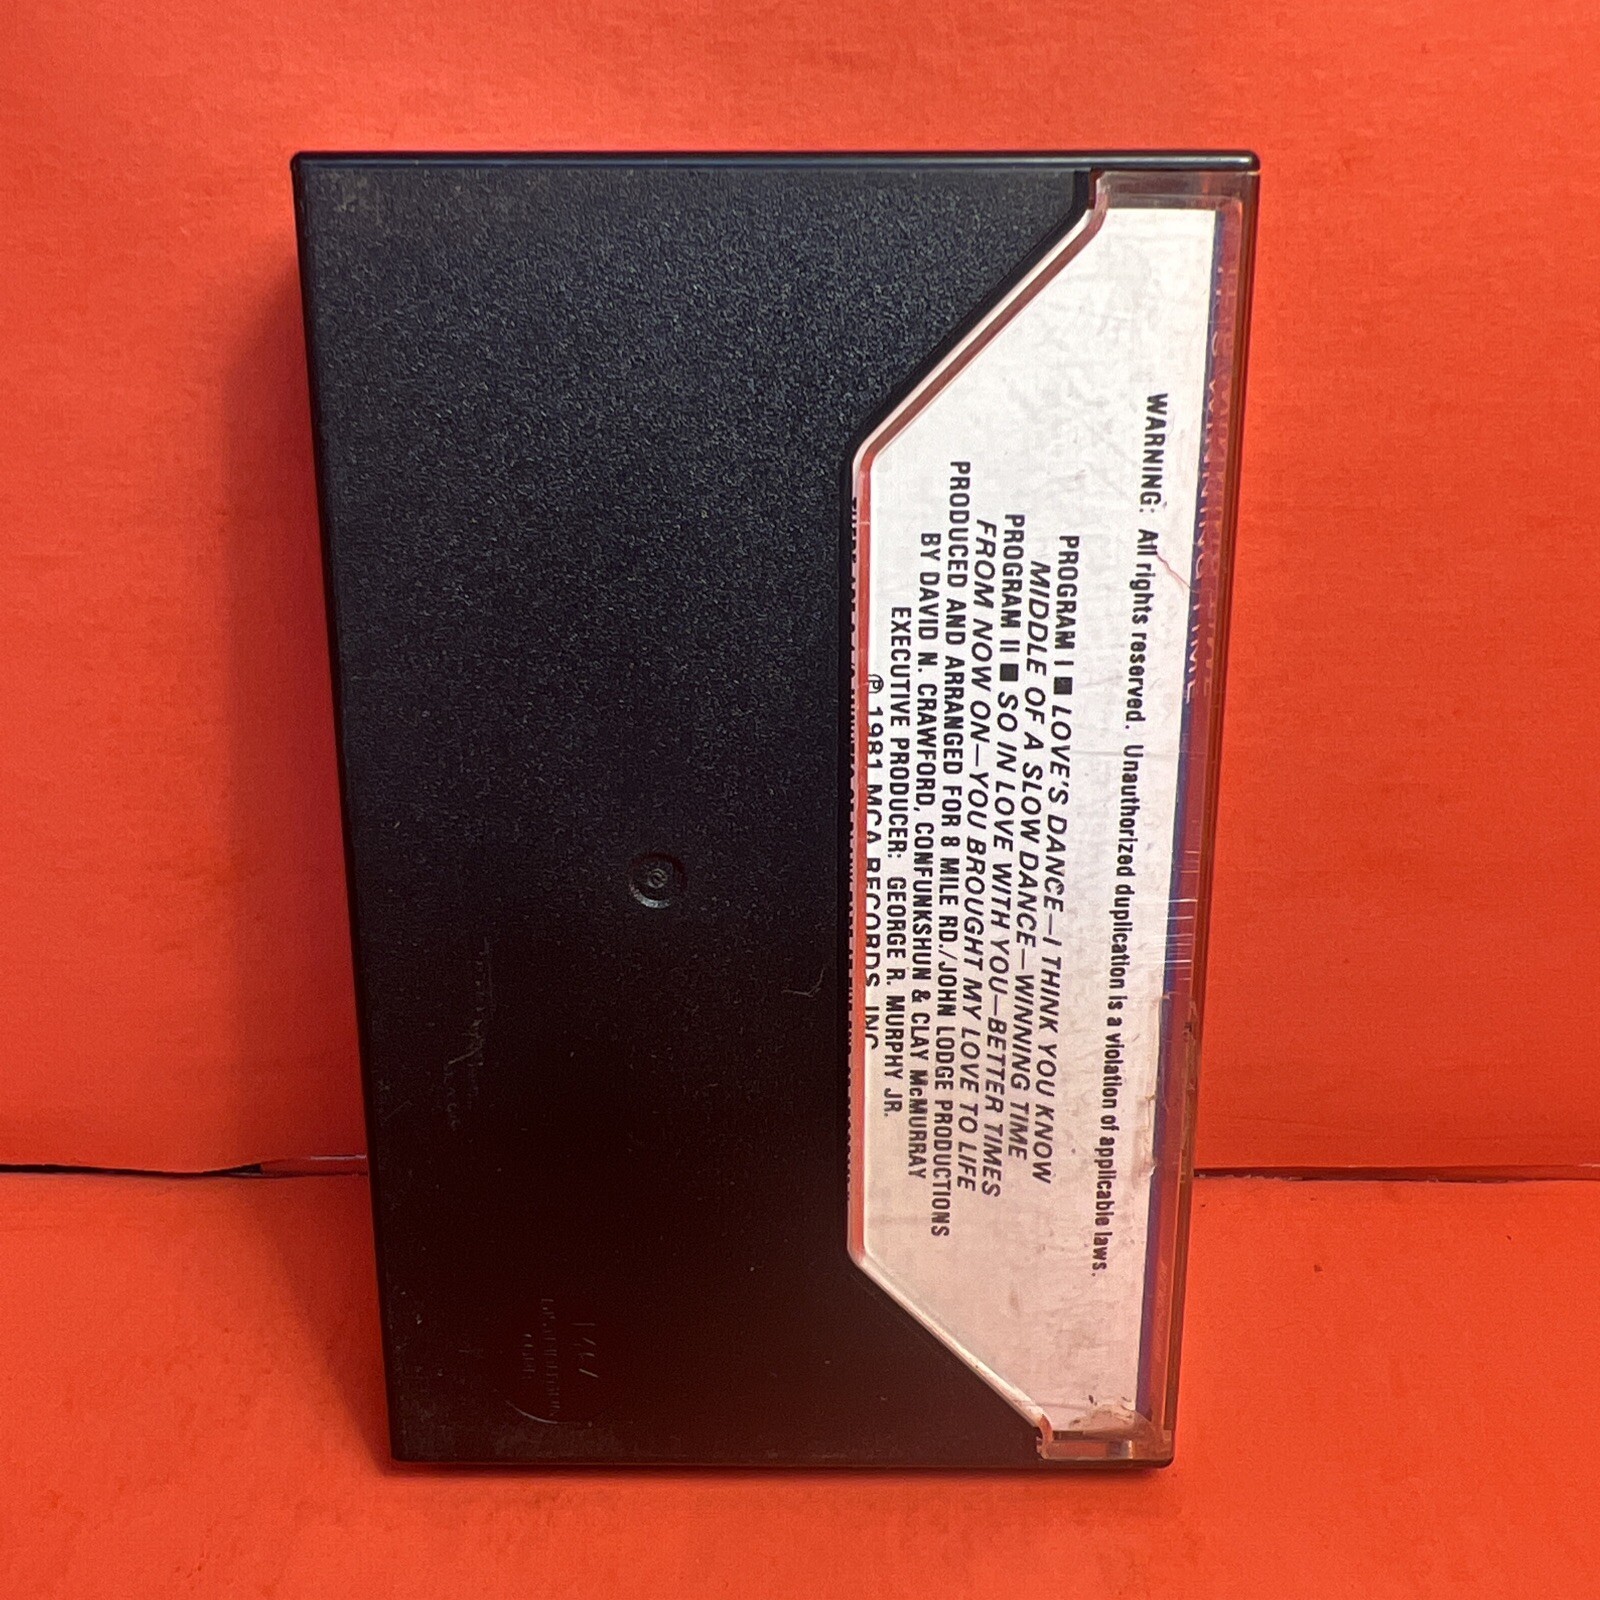 WARNING: All rights reserved. Unauthorized duplication is a violation of applicable laws.
PROGRAM I ■ LOVE'S DANCE—I THINK YOU KNOW
MIDDLE OF A SLOW DANCE—WINNING TIME
PROGRAM II ■ SO IN LOVE WITH YOU—BETTER TIMES
FROM NOW ON—YOU BROUGHT MY LOVE TO LIFE
PRODUCED AND ARRANGED FOR 8 MILE RD./JOHN LODGE PRODUCTIONS
BY DAVID N. CRAWFORD, CONFUNKSHUN & CLAY McMURRAY
EXECUTIVE PRODUCER: GEORGE R. MURPHY JR.
℗ 1981 MCA RECORDS, INC